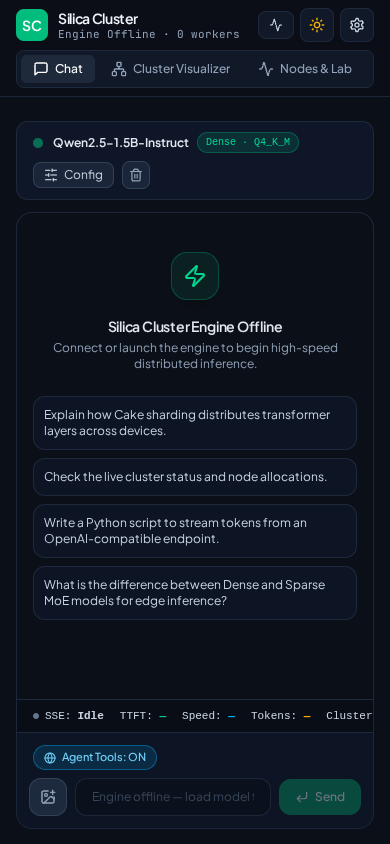 SC
Silica Cluster
Engine Offline · 0 workers
Chat
Cluster Visualizer
Nodes & Lab
Qwen2.5-1.5B-Instruct
Dense · Q4_K_M
Config
Silica Cluster Engine Offline
Connect or launch the engine to begin high-speed
distributed inference.
Explain how Cake sharding distributes transformer
layers across devices.
Check the live cluster status and node allocations.
Write a Python script to stream tokens from an
OpenAI-compatible endpoint.
What is the difference between Dense and Sparse
MoE models for edge inference?
SSE: Idle TTFT: — Speed: — Tokens: — Cluster
Agent Tools: ON
Engine offline — load model
Send